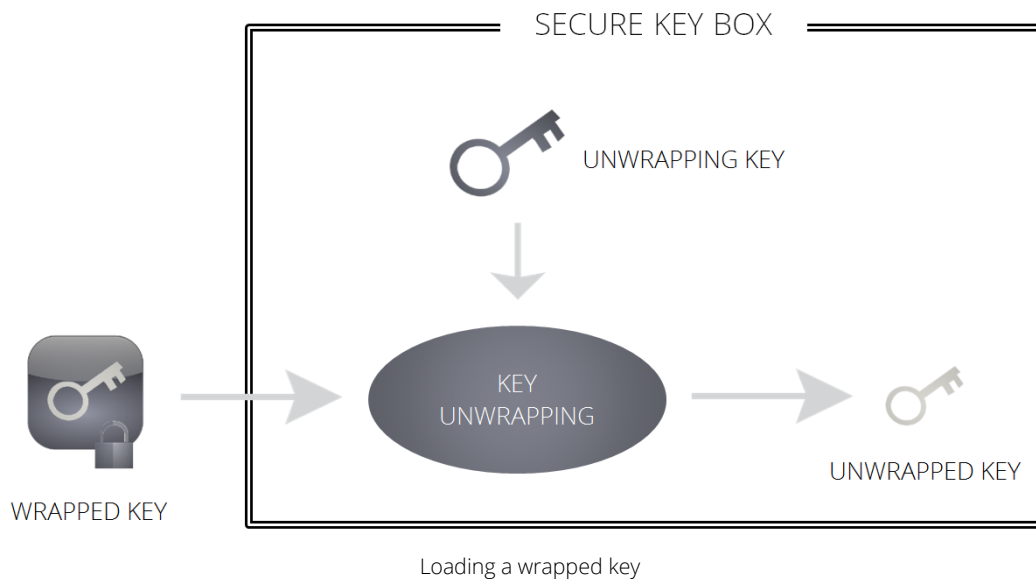 SECURE KEY BOX
UNWRAPPING KEY
KEY
UNWRAPPING
UNWRAPPED KEY
WRAPPED KEY
Loading a wrapped key